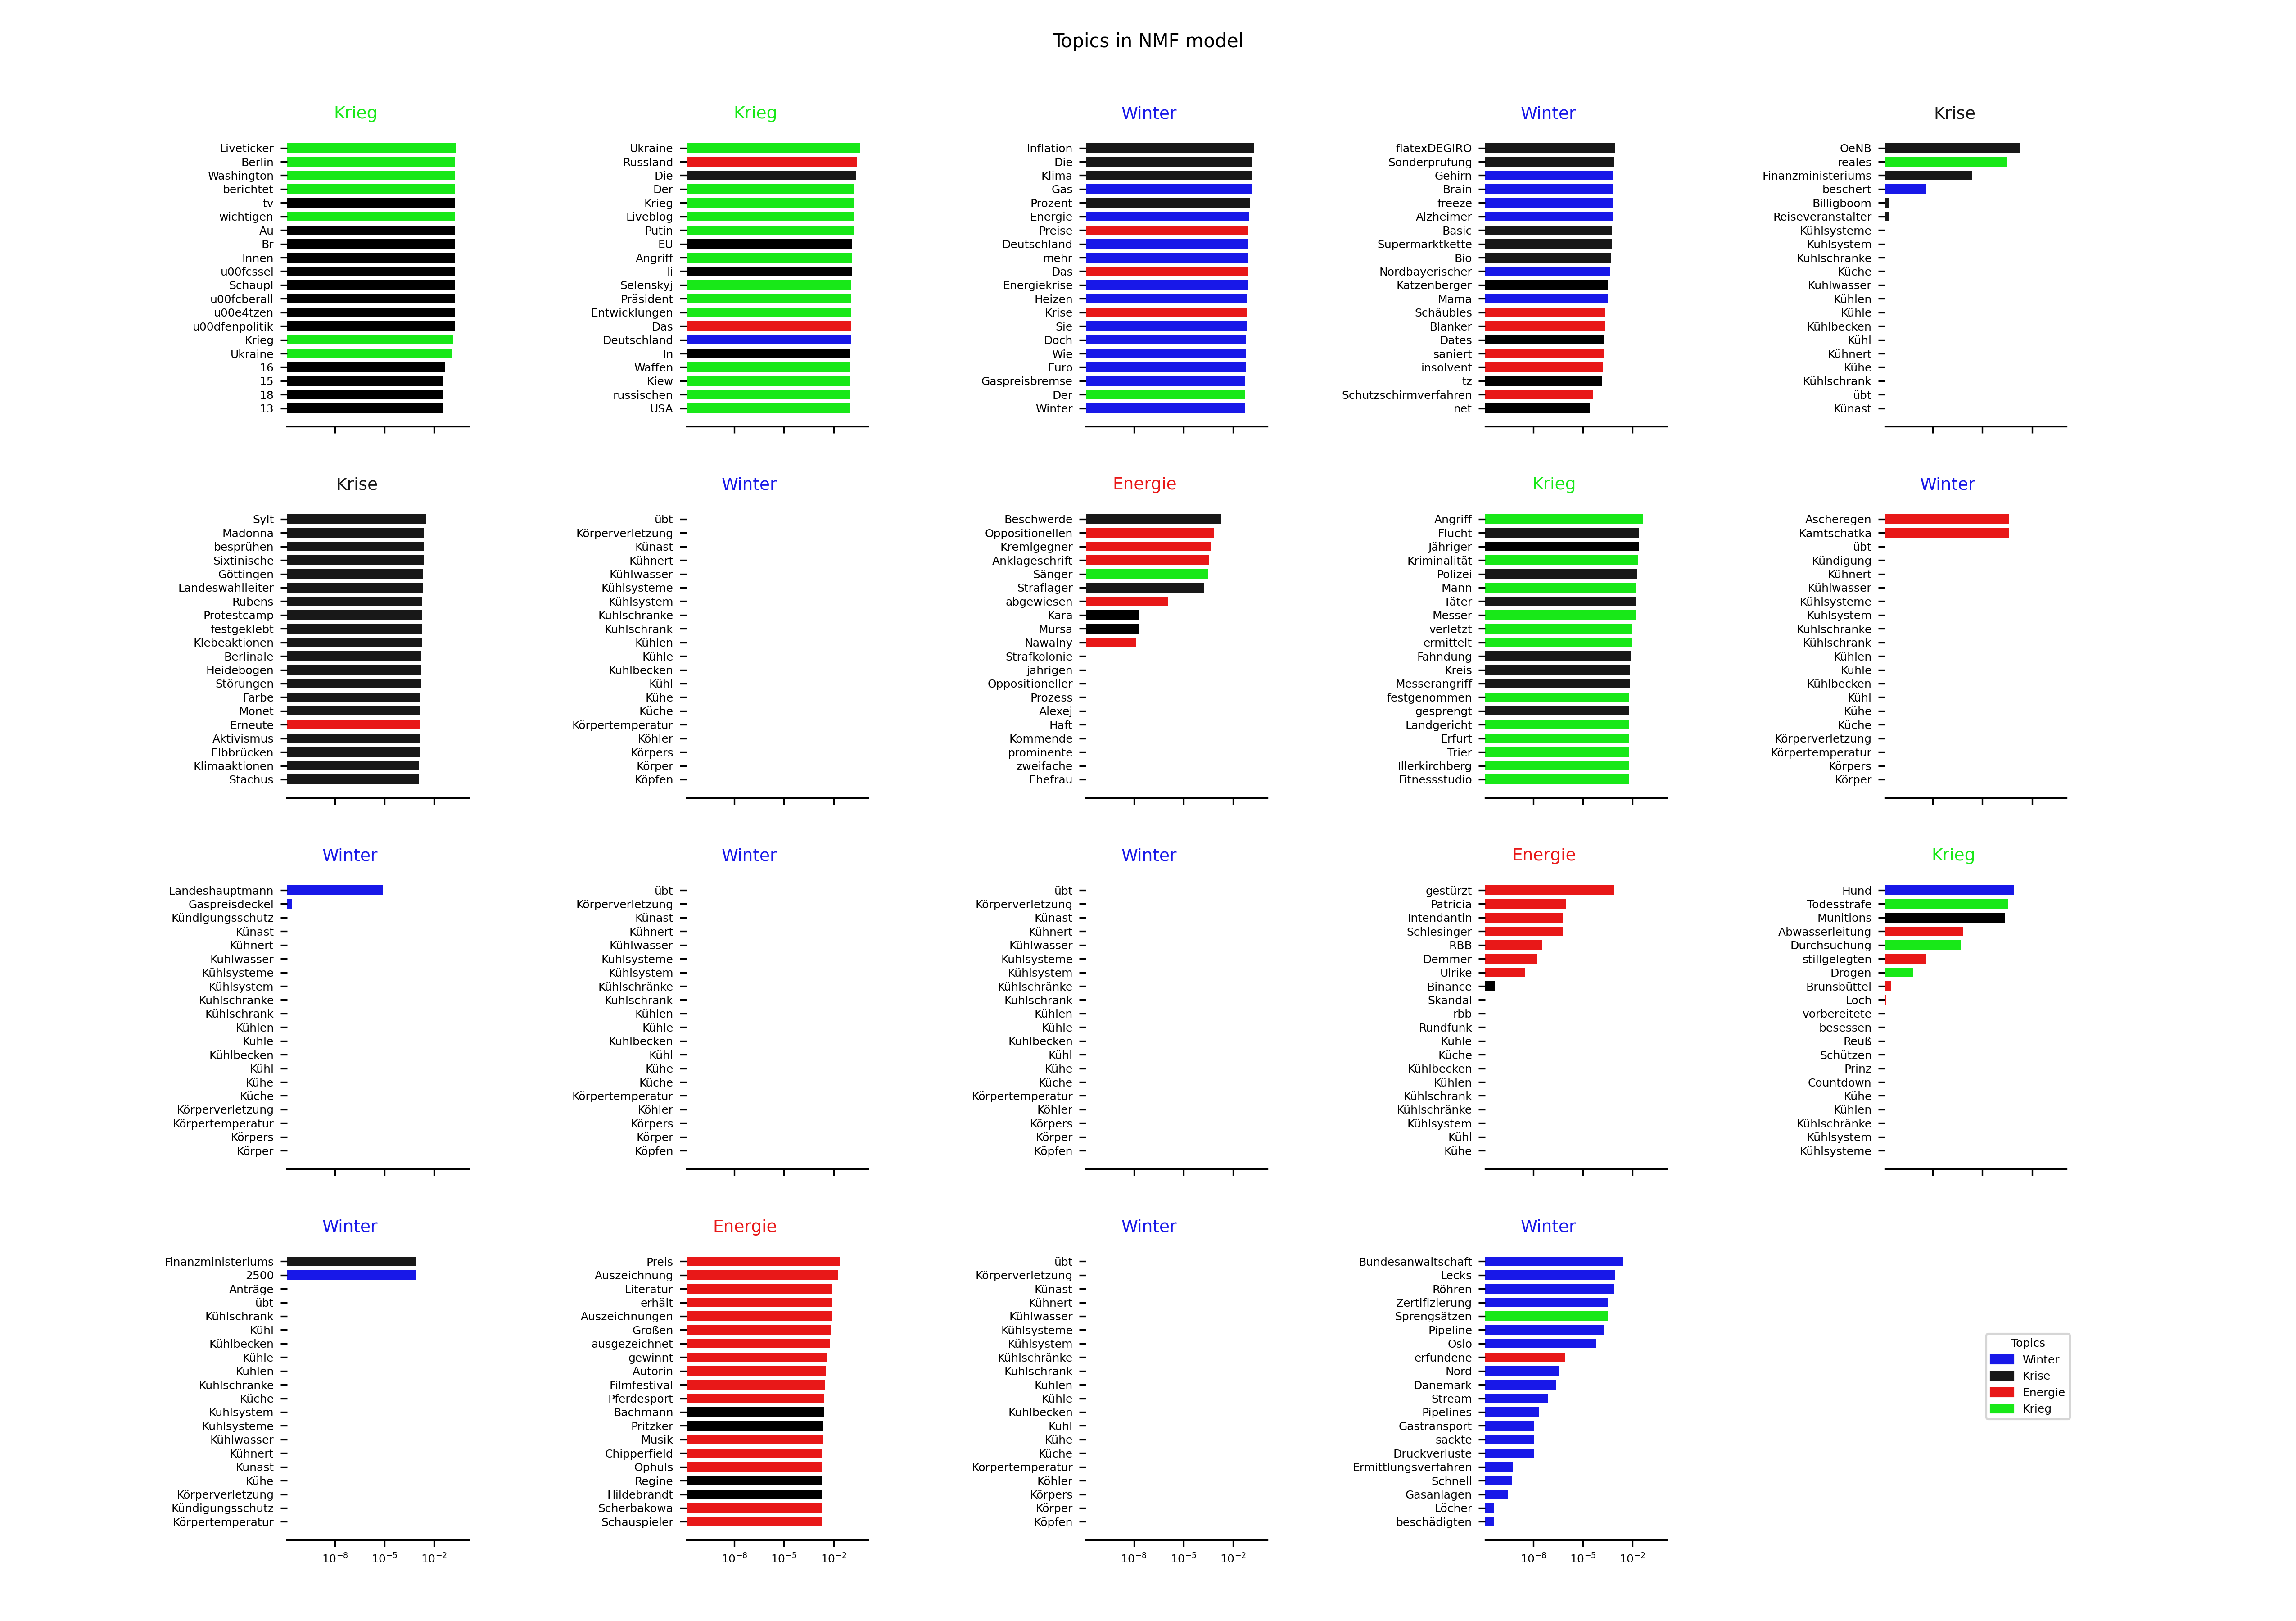 Topics in NMF model
Krieg
Liveticker
Berlin
Washington
berichtet
tv
wichtigen
Au
Br
Innen
u00fcssel
Schaupl
u00fcberall
u00e4tzen
u00dfenpolitik
Krieg
Ukraine
16
15
18
13
Krieg
Ukraine
Russland
Die
Der
Krieg
Liveblog
Putin
EU
Angriff
li
Selenskyj
Präsident
Entwicklungen
Das
Deutschland
In
Waffen
Kiew
russischen
USA
Winter
Inflation
Die
Klima
Gas
Prozent
Energie
Preise
Deutschland
mehr
Das
Energiekrise
Heizen
Krise
Sie
Doch
Wie
Euro
Gaspreisbremse
Der
Winter
Winter
flatexDEGIRO
Sonderprüfung
Gehirn
Brain
freeze
Alzheimer
Basic
Supermarktkette
Bio
Nordbayerischer
Katzenberger
Mama
Schäubles
Blanker
Dates
saniert
insolvent
tz
Schutzschirmverfahren
net
Krise
OeNB
reales
Finanzministeriums
beschert
Billigboom
Reiseveranstalter
Kühlsysteme
Kühlsystem
Kühlschränke
Küche
Kühlwasser
Kühlen
Kühle
Kühlbecken
Kühl
Kühnert
Kühe
Kühlschrank
übt
Künast
Krise
Sylt
Madonna
besprühen
Sixtinische
Göttingen
Landeswahlleiter
Rubens
Protestcamp
festgeklebt
Klebeaktionen
Berlinale
Heidebogen
Störungen
Farbe
Monet
Erneute
Aktivismus
Elbbrücken
Klimaaktionen
Stachus
Winter
übt
Körperverletzung
Künast
Kühnert
Kühlwasser
Kühlsysteme
Kühlsystem
Kühlschränke
Kühlschrank
Kühlen
Kühle
Kühlbecken
Kühl
Kühe
Küche
Körpertemperatur
Köhler
Körpers
Körper
Köpfen
Energie
Beschwerde
Oppositionellen
Kremlgegner
Anklageschrift
Sänger
Straflager
abgewiesen
Kara
Mursa
Nawalny
Strafkolonie
jährigen
Oppositioneller
Prozess
Alexej
Haft
Kommende
prominente
zweifache
Ehefrau
Krieg
Angriff
Flucht
Jähriger
Kriminalität
Polizei
Mann
Täter
Messer
verletzt
ermittelt
Fahndung
Kreis
Messerangriff
festgenommen
gesprengt
Landgericht
Erfurt
Trier
Illerkirchberg
Fitnessstudio
Winter
Ascheregen
Kamtschatka
übt
Kündigung
Kühnert
Kühlwasser
Kühlsysteme
Kühlsystem
Kühlschränke
Kühlschrank
Kühlen
Kühle
Kühlbecken
Kühl
Kühe
Küche
Körperverletzung
Körpertemperatur
Körpers
Körper
Winter
Landeshauptmann
Gaspreisdeckel
Kündigungsschutz
Künast
Kühnert
Kühlwasser
Kühlsysteme
Kühlsystem
Kühlschränke
Kühlschrank
Kühlen
Kühle
Kühlbecken
Kühl
Kühe
Küche
Körperverletzung
Körpertemperatur
Körpers
Körper
Winter
übt
Körperverletzung
Künast
Kühnert
Kühlwasser
Kühlsysteme
Kühlsystem
Kühlschränke
Kühlschrank
Kühlen
Kühle
Kühlbecken
Kühl
Kühe
Küche
Körpertemperatur
Köhler
Körpers
Körper
Köpfen
Winter
übt
Körperverletzung
Künast
Kühnert
Kühlwasser
Kühlsysteme
Kühlsystem
Kühlschränke
Kühlschrank
Kühlen
Kühle
Kühlbecken
Kühl
Kühe
Küche
Körpertemperatur
Köhler
Körpers
Körper
Köpfen
Energie
gestürzt
Patricia
Intendantin
Schlesinger
RBB
Demmer
Ulrike
Binance
Skandal
rbb
Rundfunk
Kühle
Küche
Kühlbecken
Kühlen
Kühlschrank
Kühlschränke
Kühlsystem
Kühl
Kühe
Krieg
Hund
Todesstrafe
Munitions
Abwasserleitung
Durchsuchung
stillgelegten
Drogen
Brunsbüttel
Loch
vorbereitete
besessen
Reuß
Schützen
Prinz
Countdown
Kühe
Kühlen
Kühlschränke
Kühlsystem
Kühlsysteme
Winter
Finanzministeriums
2500
Anträge
übt
Kühlschrank
Kühl
Kühlbecken
Kühle
Kühlen
Kühlschränke
Küche
Kühlsystem
Kühlsysteme
Kühlwasser
Kühnert
Künast
Kühe
Körperverletzung
Kündigungsschutz
Körpertemperatur
10⁻⁸ 10⁻⁵ 10⁻²
Energie
Preis
Auszeichnung
Literatur
erhält
Auszeichnungen
Großen
ausgezeichnet
gewinnt
Autorin
Filmfestival
Pferdesport
Bachmann
Pritzker
Musik
Chipperfield
Ophüls
Regine
Hildebrandt
Scherbakowa
Schauspieler
10⁻⁸ 10⁻⁵ 10⁻²
Winter
übt
Körperverletzung
Künast
Kühnert
Kühlwasser
Kühlsysteme
Kühlsystem
Kühlschränke
Kühlschrank
Kühlen
Kühle
Kühlbecken
Kühl
Kühe
Küche
Körpertemperatur
Köhler
Körpers
Körper
Köpfen
10⁻⁸ 10⁻⁵ 10⁻²
Winter
Bundesanwaltschaft
Lecks
Röhren
Zertifizierung
Sprengsätzen
Pipeline
Oslo
erfundene
Nord
Dänemark
Stream
Pipelines
Gastransport
sackte
Druckverluste
Ermittlungsverfahren
Schnell
Gasanlagen
Löcher
beschädigten
10⁻⁸ 10⁻⁵ 10⁻²
Topics
Winter
Krise
Energie
Krieg